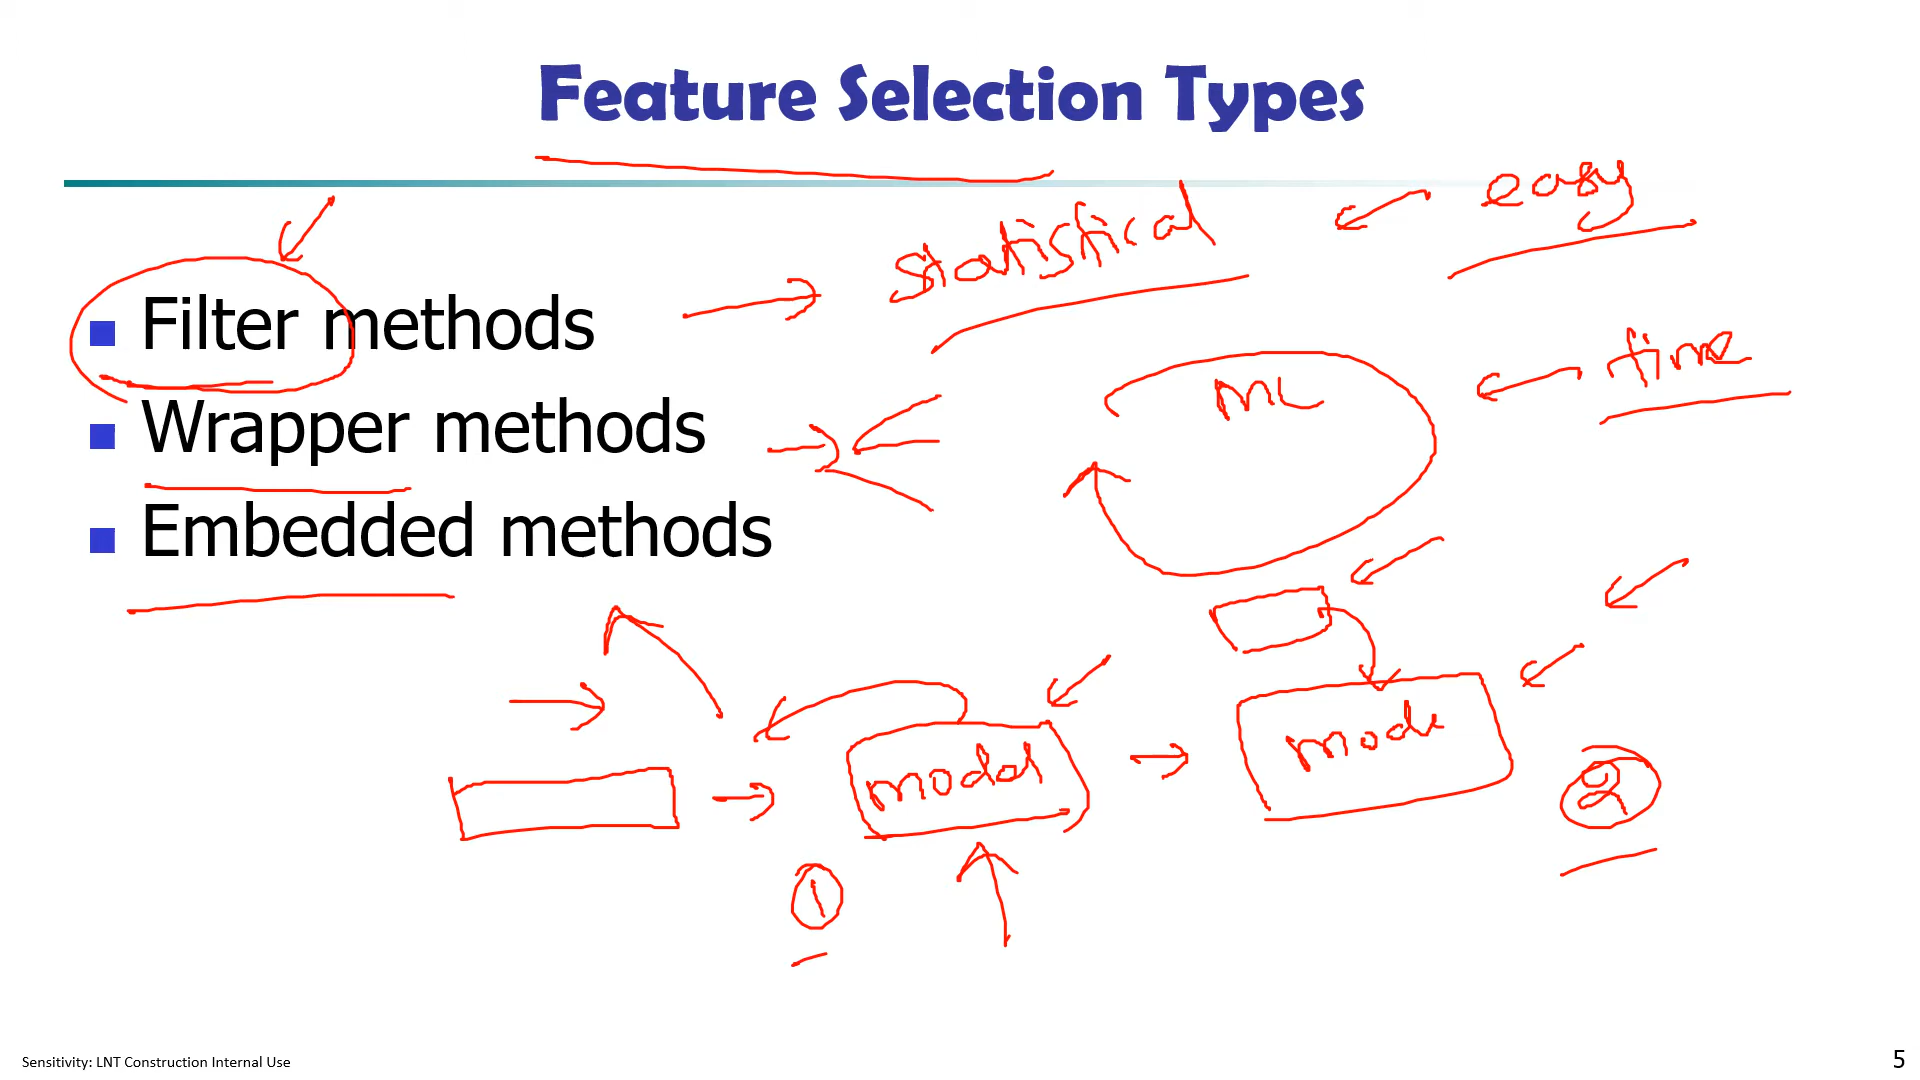 Feature Selection Types
easy
statistical
Filter methods
time
ML
Wrapper methods
Embedded methods
model
mode
2
1
Sensitivity: LNT Construction Internal Use
5